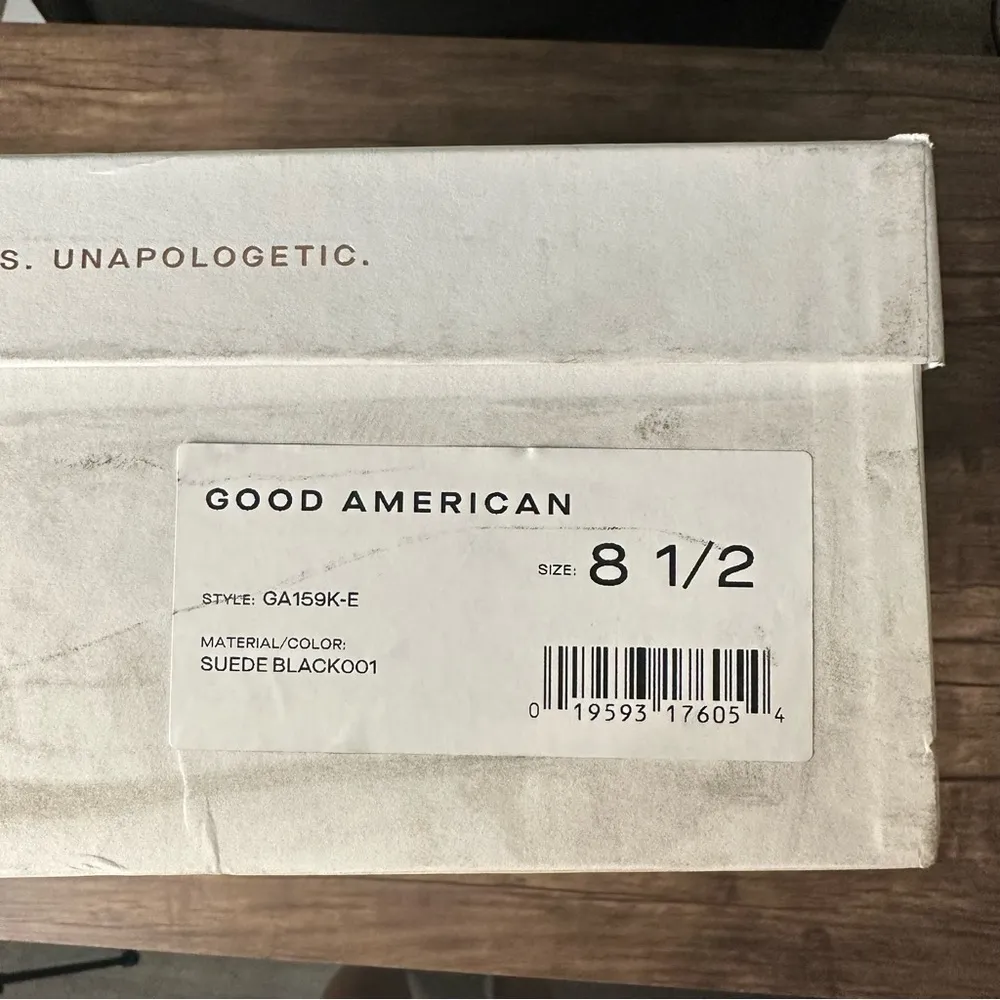 S. UNAPOLOGETIC.
GOOD AMERICAN
SIZE: 8 1/2
STYLE: GA159K-E
MATERIAL/COLOR:
SUEDE BLACK001
0 19593 17605 4